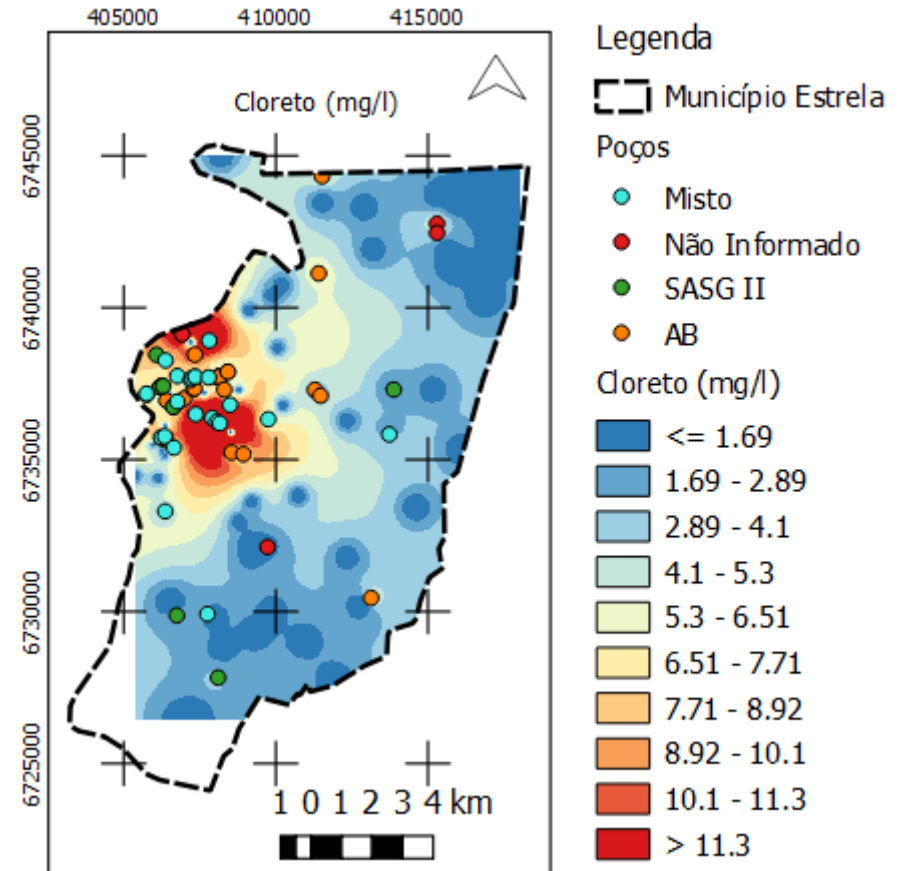 405000 410000 415000
Cloreto (mg/l)
6745000
6740000
6735000
6730000
6725000
1 0 1 2 3 4 km
Legenda
Município Estrela
Poços
Misto
Não Informado
SASG II
AB
Cloreto (mg/l)
<= 1.69
1.69 - 2.89
2.89 - 4.1
4.1 - 5.3
5.3 - 6.51
6.51 - 7.71
7.71 - 8.92
8.92 - 10.1
10.1 - 11.3
> 11.3